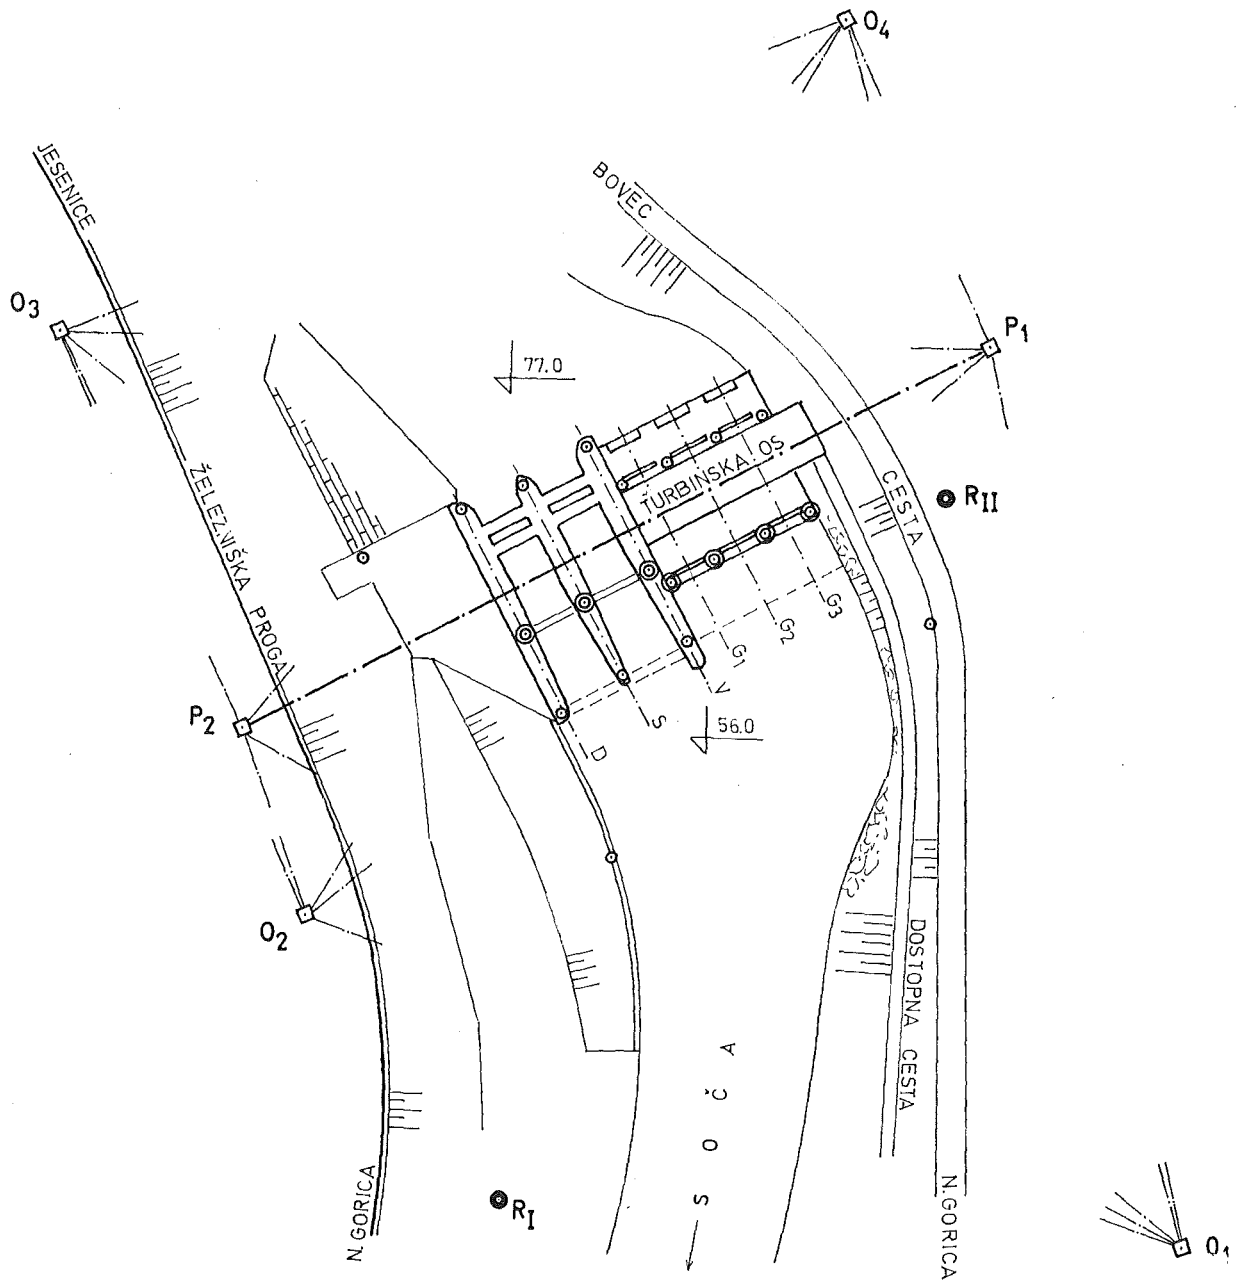 O4
JESENICE
BOVEC
O3
P1
77.0
ŽELEZNIŠKA PROGA
TURBINSKA OS
CESTA
RII
G3
G2
G1
V
S
D
P2
56.0
O2
DOSTOPNA CESTA
SOČA
N.GORICA
N.GORICA
RI
O1